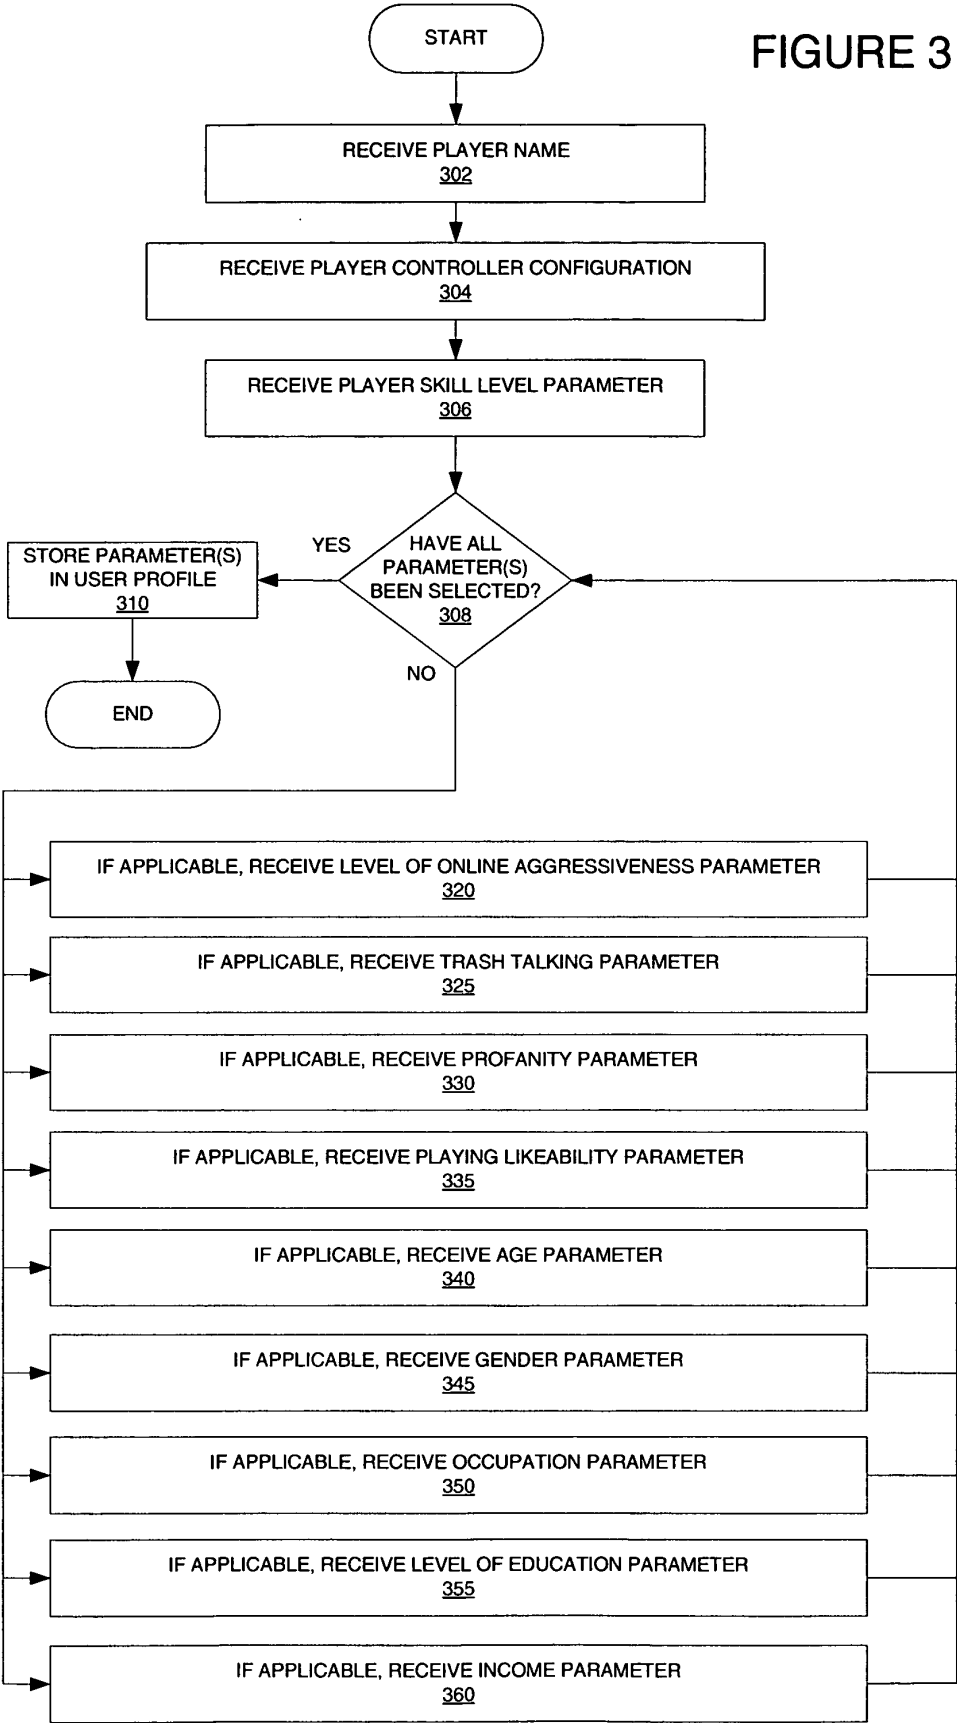 START
FIGURE 3
RECEIVE PLAYER NAME
302
RECEIVE PLAYER CONTROLLER CONFIGURATION
304
RECEIVE PLAYER SKILL LEVEL PARAMETER
306
HAVE ALL
PARAMETER(S)
BEEN SELECTED?
308
YES
STORE PARAMETER(S)
IN USER PROFILE
310
END
NO
IF APPLICABLE, RECEIVE LEVEL OF ONLINE AGGRESSIVENESS PARAMETER
320
IF APPLICABLE, RECEIVE TRASH TALKING PARAMETER
325
IF APPLICABLE, RECEIVE PROFANITY PARAMETER
330
IF APPLICABLE, RECEIVE PLAYING LIKEABILITY PARAMETER
335
IF APPLICABLE, RECEIVE AGE PARAMETER
340
IF APPLICABLE, RECEIVE GENDER PARAMETER
345
IF APPLICABLE, RECEIVE OCCUPATION PARAMETER
350
IF APPLICABLE, RECEIVE LEVEL OF EDUCATION PARAMETER
355
IF APPLICABLE, RECEIVE INCOME PARAMETER
360